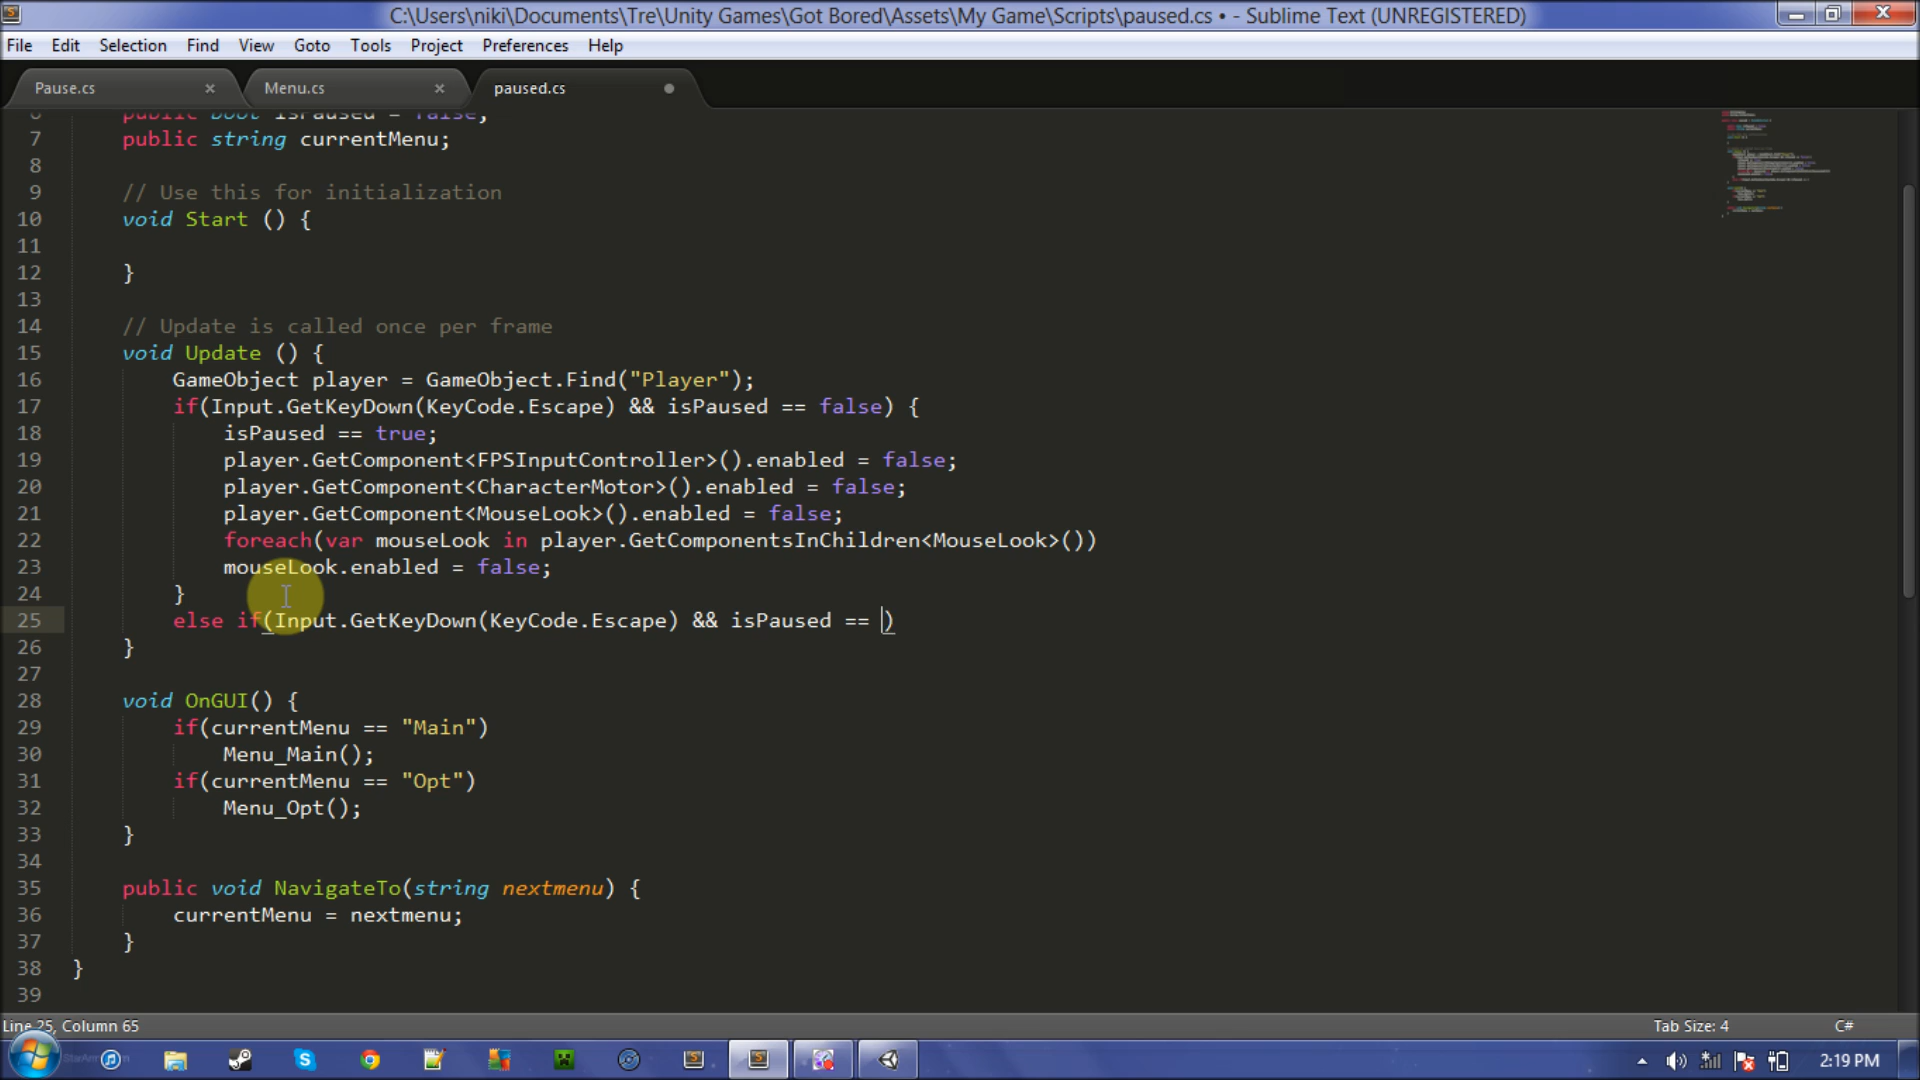 C:\Users\niki\Documents\Tre\Unity Games\Got Bored\Assets\My Game\Scripts\paused.cs • - Sublime Text (UNREGISTERED)
File Edit Selection Find View Goto Tools Project Preferences Help
Pause.cs × Menu.cs × paused.cs
6 public bool isPaused = false;
7 public string currentMenu;
8
9 // Use this for initialization
10 void Start () {
11
12 }
13
14 // Update is called once per frame
15 void Update () {
16 GameObject player = GameObject.Find("Player");
17 if(Input.GetKeyDown(KeyCode.Escape) && isPaused == false) {
18 isPaused == true;
19 player.GetComponent<FPSInputController>().enabled = false;
20 player.GetComponent<CharacterMotor>().enabled = false;
21 player.GetComponent<MouseLook>().enabled = false;
22 foreach(var mouseLook in player.GetComponentsInChildren<MouseLook>())
23 mouseLook.enabled = false;
24 }
25 else if(Input.GetKeyDown(KeyCode.Escape) && isPaused == )
26 }
27
28 void OnGUI() {
29 if(currentMenu == "Main")
30 Menu_Main();
31 if(currentMenu == "Opt")
32 Menu_Opt();
33 }
34
35 public void NavigateTo(string nextmenu) {
36 currentMenu = nextmenu;
37 }
38 }
39
Line 25, Column 65 Tab Size: 4 C#
2:19 PM